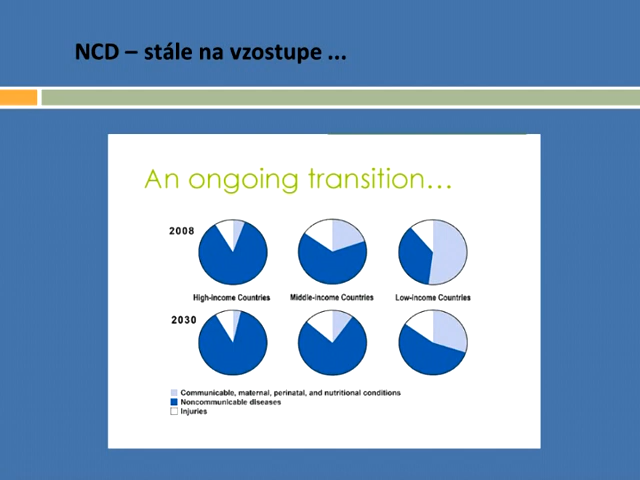 NCD – stále na vzostupe ...
An ongoing transition...
2008
High-income Countries Middle-income Countries Low-income Countries
2030
Communicable, maternal, perinatal, and nutritional conditions
Noncommunicable diseases
Injuries